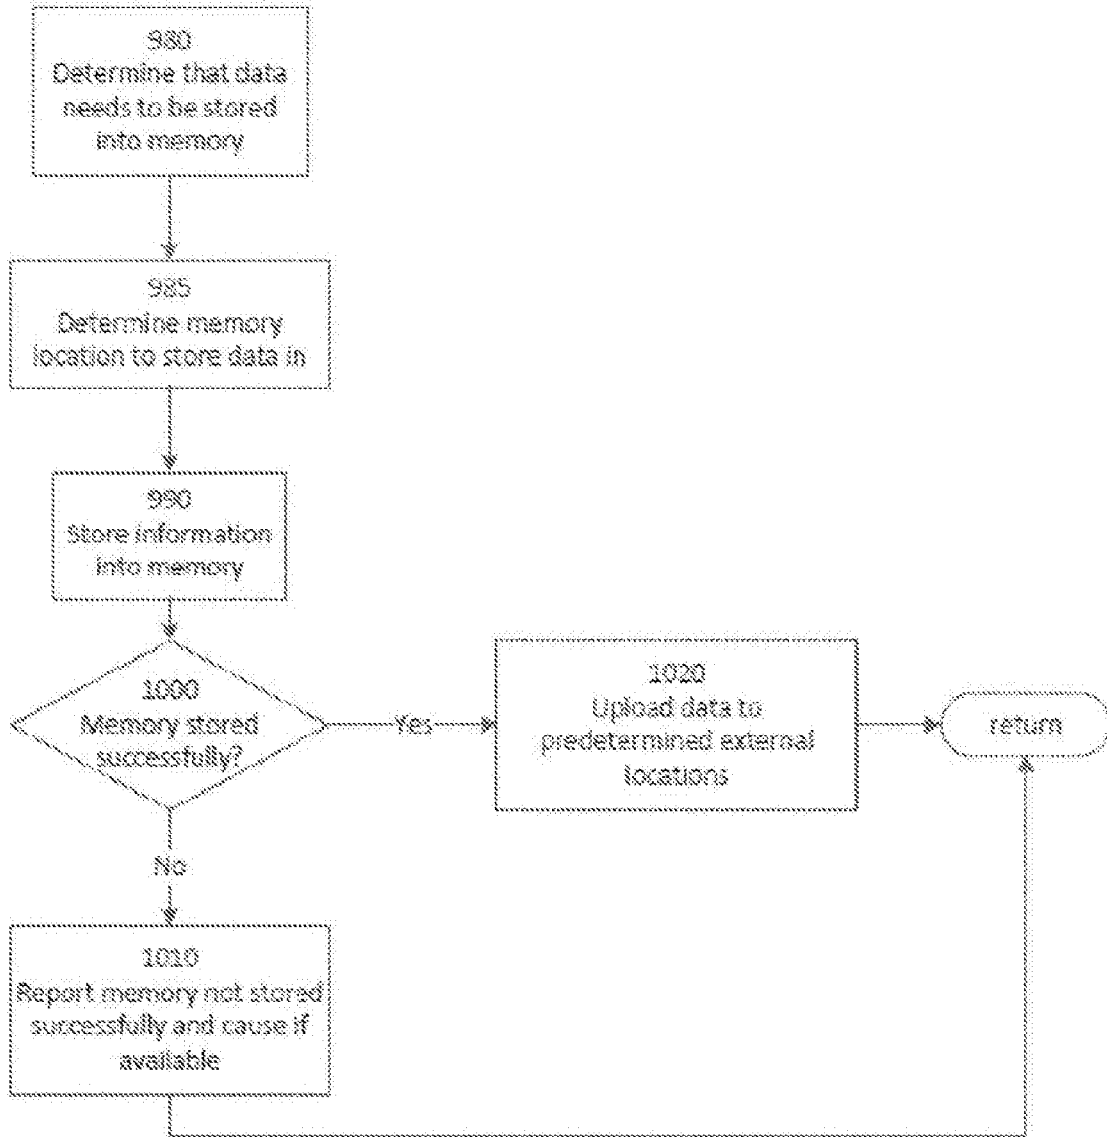 980
Determine that data
needs to be stored
into memory
985
Determine memory
location to store data in
990
Store information
into memory
1000
Memory stored
successfully?
Yes
1020
Upload data to
predetermined external
locations
return
No
1010
Report memory not stored
successfully and cause if
available